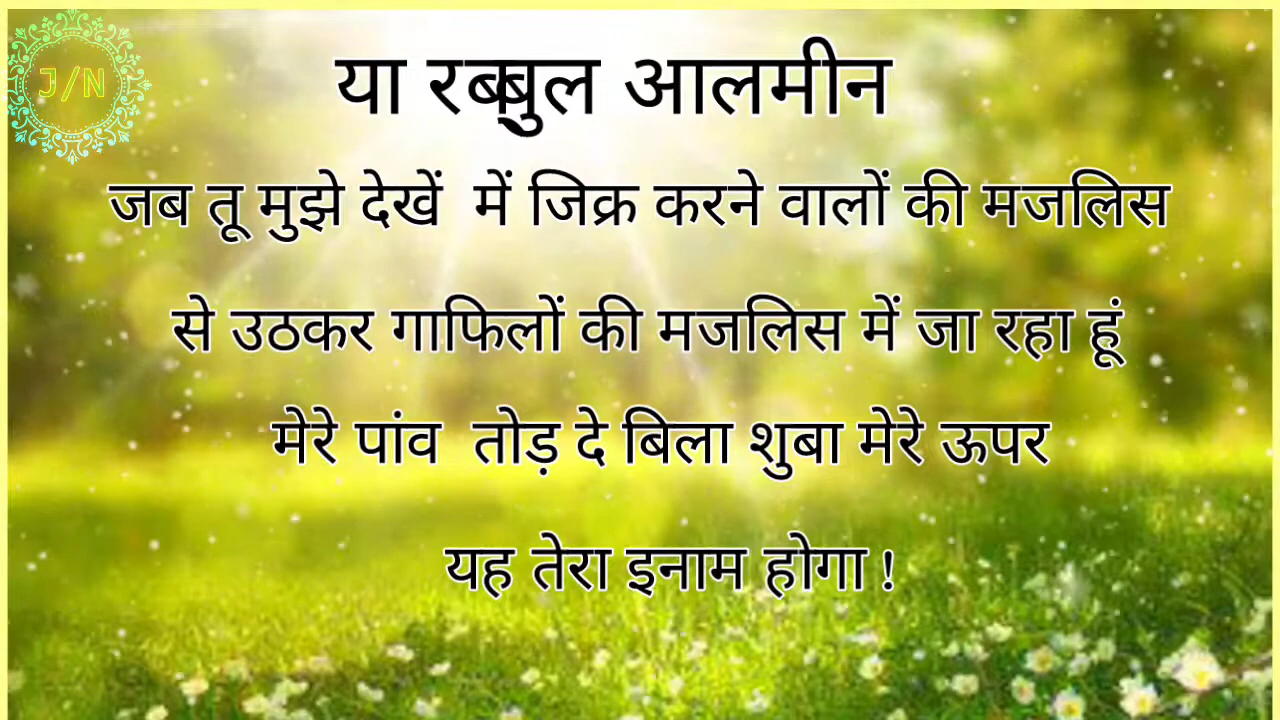 J/N
या रब्बुल आलमीन
जब तू मुझे देखें में जिक्र करने वालों की मजलिस
से उठकर गाफिलों की मजलिस में जा रहा हूं
मेरे पांव तोड़ दे बिला शुबा मेरे ऊपर
यह तेरा इनाम होगा !